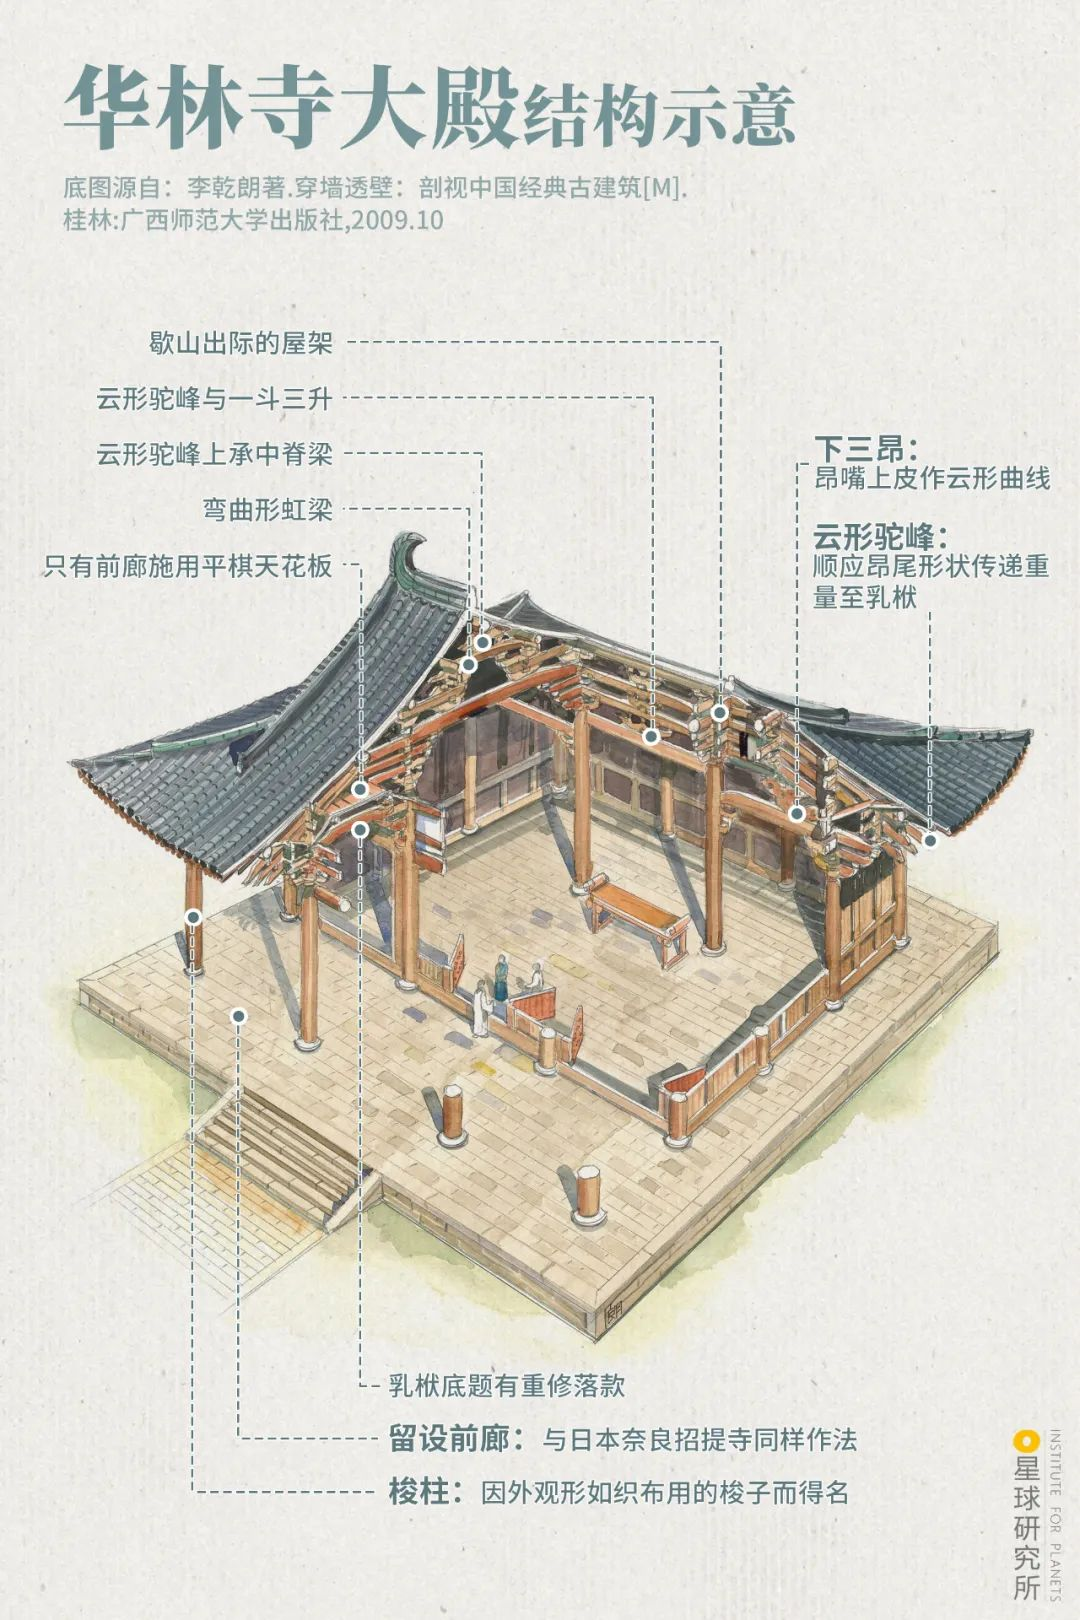 华林寺大殿结构示意
底图源自：李乾朗著.穿墙透壁：剖视中国经典古建筑[M].
桂林:广西师范大学出版社,2009.10
歇山出际的屋架
云形驼峰与一斗三升
云形驼峰上承中脊梁
弯曲形虹梁
只有前廊施用平棋天花板
下三昂：
昂嘴上皮作云形曲线
云形驼峰：
顺应昂尾形状传递重
量至乳栿
乳栿底题有重修落款
留设前廊：与日本奈良招提寺同样作法
梭柱：因外观形如织布用的梭子而得名
星球研究所
INSTITUTE FOR PLANETS